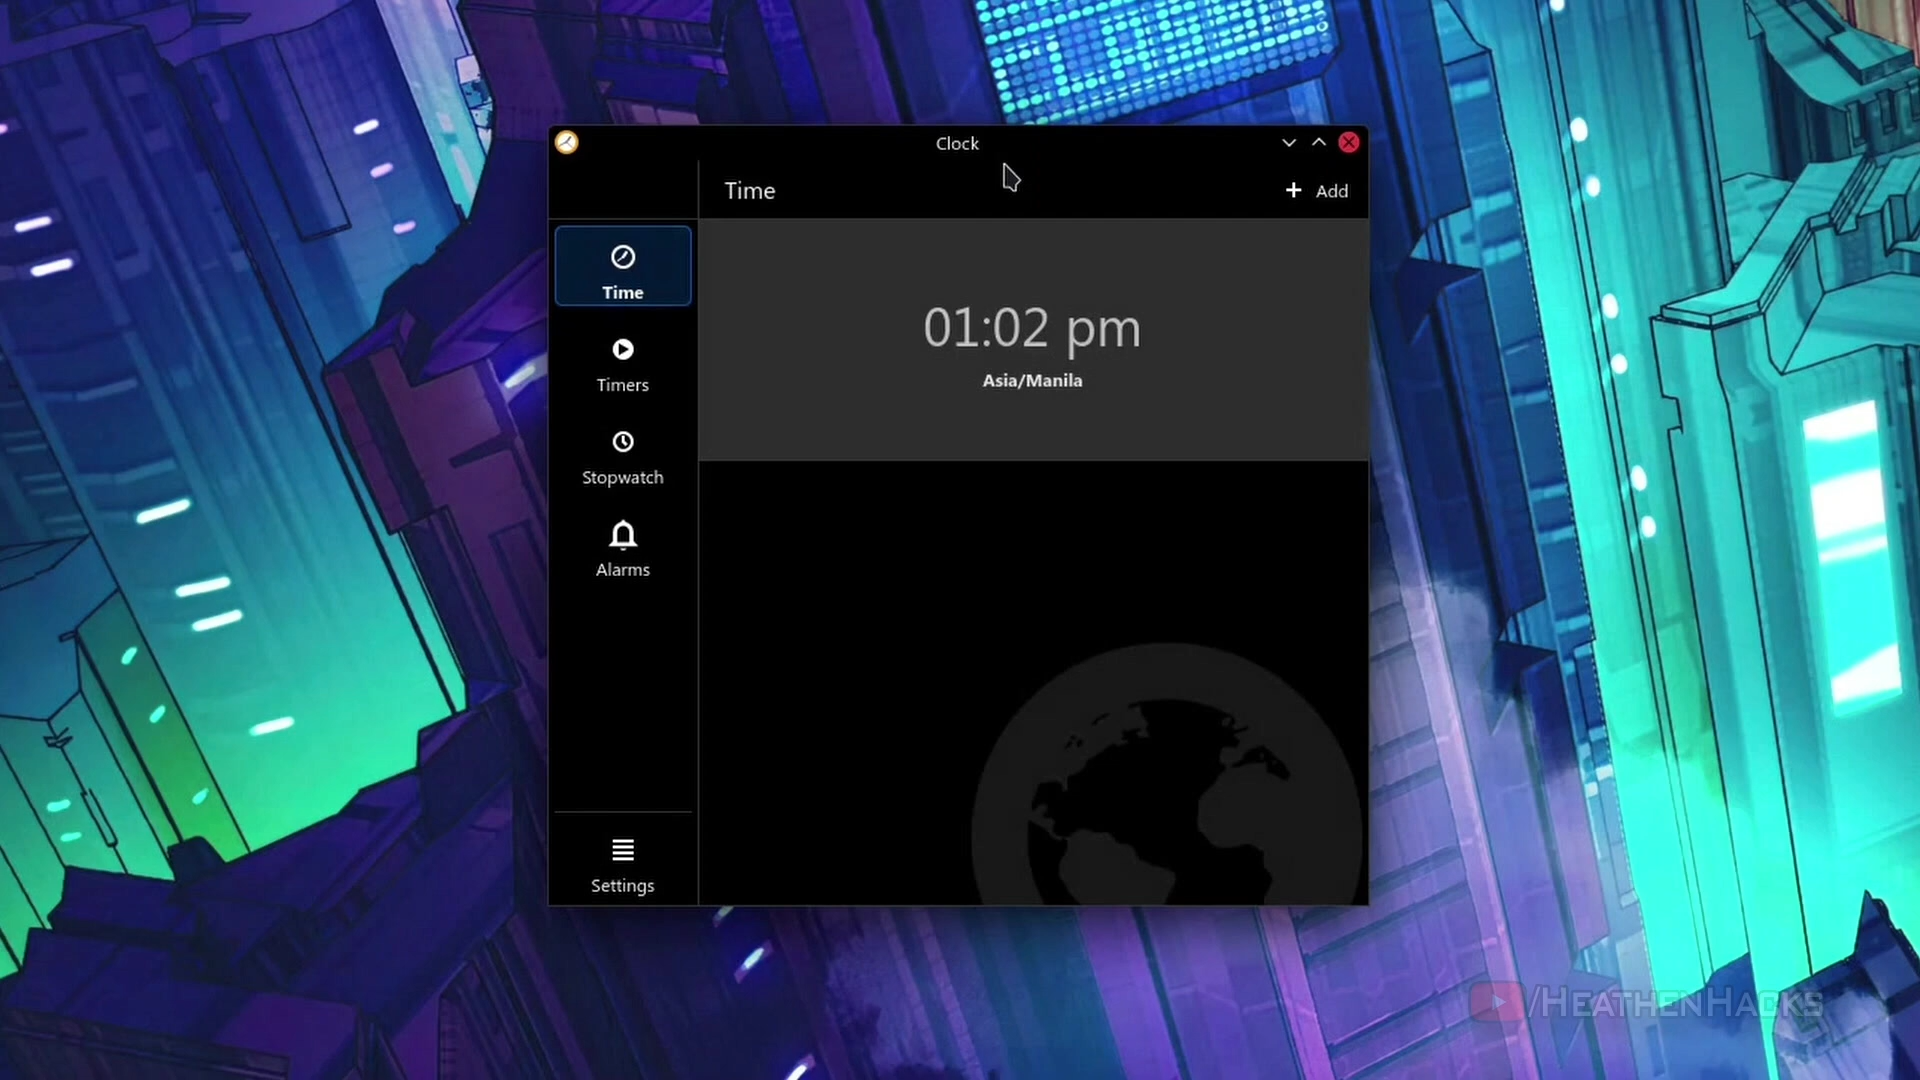 Clock
Time
+ Add
Time
01:02 pm
Asia/Manila
Timers
Stopwatch
Alarms
Settings
/HEATHENHACKS